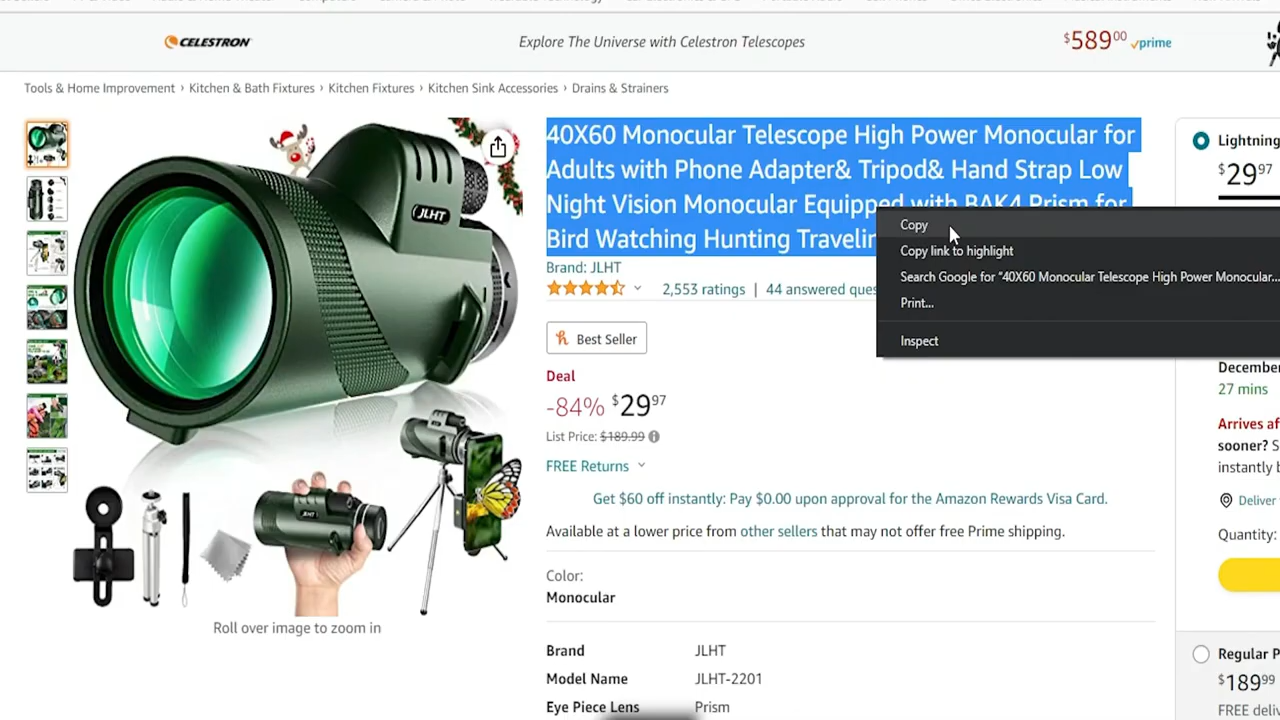 CELESTRON
Explore The Universe with Celestron Telescopes
$589 00 prime
Tools & Home Improvement › Kitchen & Bath Fixtures › Kitchen Fixtures › Kitchen Sink Accessories › Drains & Strainers
40X60 Monocular Telescope High Power Monocular for
Adults with Phone Adapter& Tripod& Hand Strap Low
Night Vision Monocular Equipped with BAK4 Prism for
Bird Watching Hunting
Brand: JLHT
2,553 ratings | 44 answered
Best Seller
Deal
-84% $29 97
List Price: $189.99
FREE Returns
Get $60 off instantly: Pay $0.00 upon approval for the Amazon Rewards Visa Card.
Available at a lower price from other sellers that may not offer free Prime shipping.
Color:
Monocular
Brand JLHT
Model Name JLHT-2201
Eye Piece Lens Prism
Copy
Copy link to highlight
Search Google for "40X60 Monocular Telescope High Power Monocular...
Print...
Inspect
JLHT
JLHT
Roll over image to zoom in
Lightning
$29 97
27 mins
Arrives
sooner?
instantly
Deliver
Quantity:
Regular
$189 99
FREE